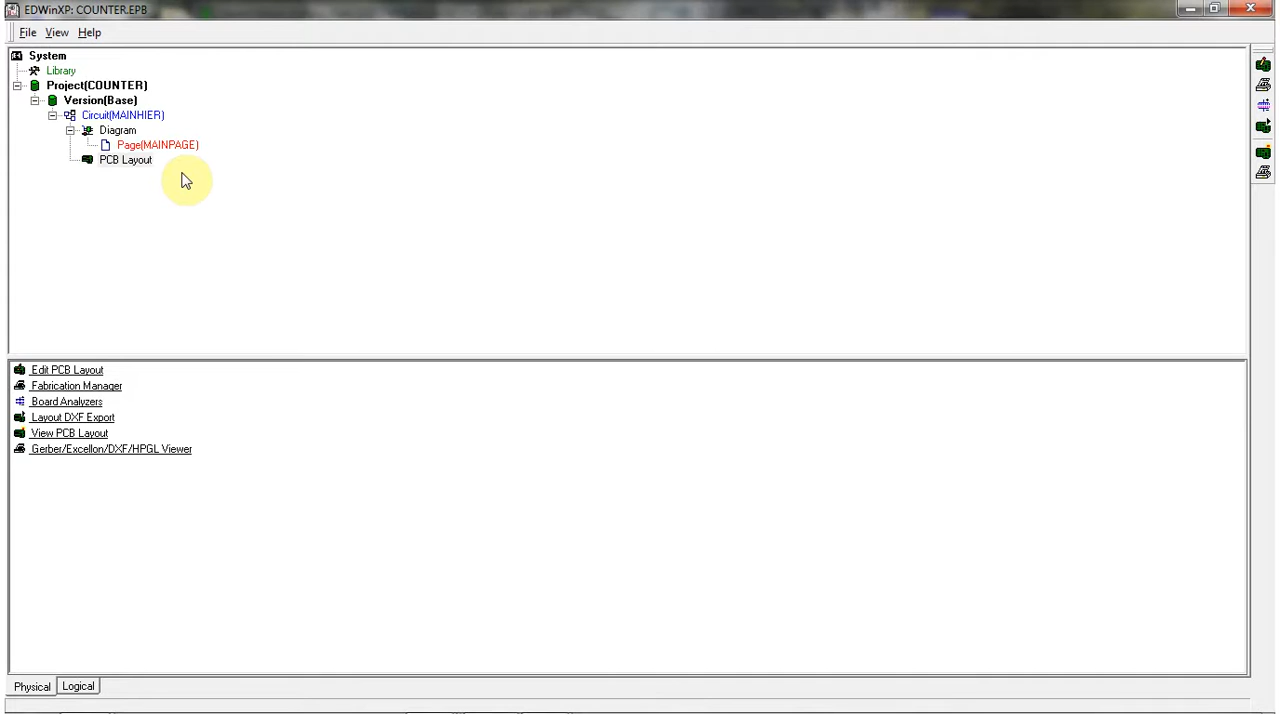 EDWinXP: COUNTER.EPB
File View Help
System
Library
Project(COUNTER)
Version(Base)
Circuit(MAINHIER)
Diagram
Page(MAINPAGE)
PCB Layout
Edit PCB Layout
Fabrication Manager
Board Analyzers
Layout DXF Export
View PCB Layout
Gerber/Excellon/DXF/HPGL Viewer
Physical Logical